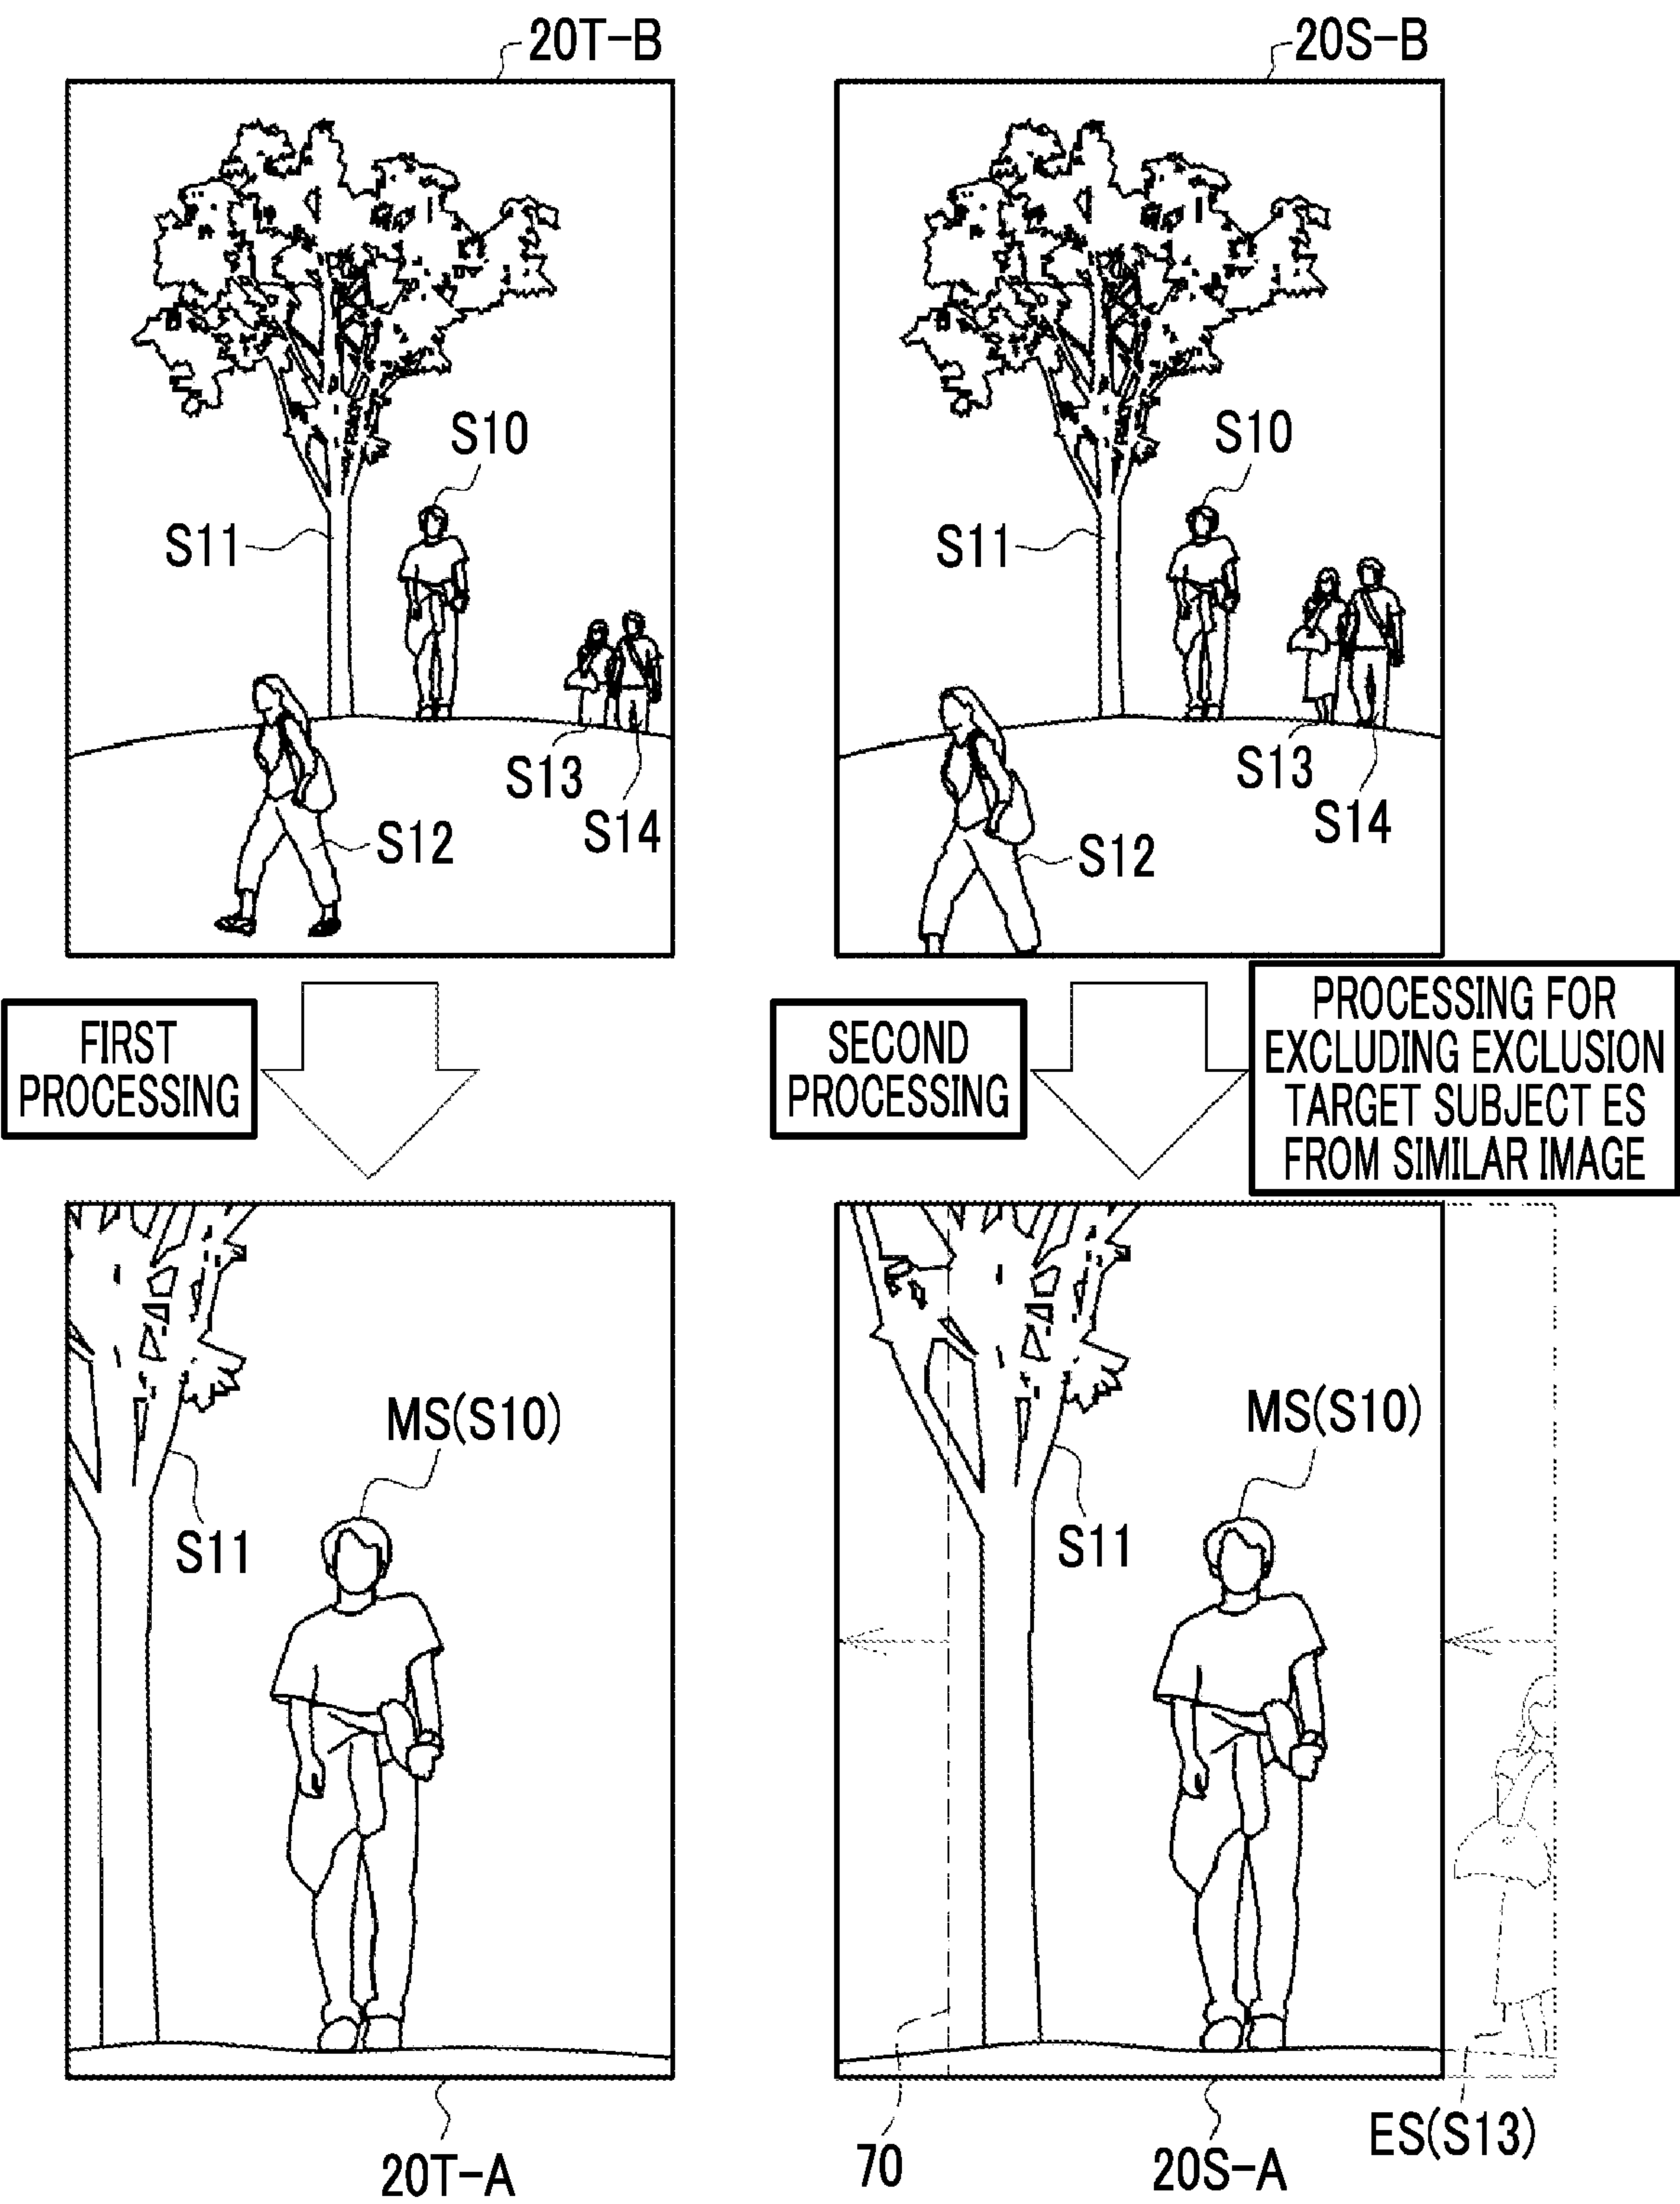 20T-B
20S-B
S10
S10
S11
S11
S13
S13
S14
S14
S12
S12
FIRST
PROCESSING
SECOND
PROCESSING
PROCESSING FOR
EXCLUDING EXCLUSION
TARGET SUBJECT ES
FROM SIMILAR IMAGE
MS(S10)
MS(S10)
S11
S11
20T-A
70
20S-A
ES(S13)